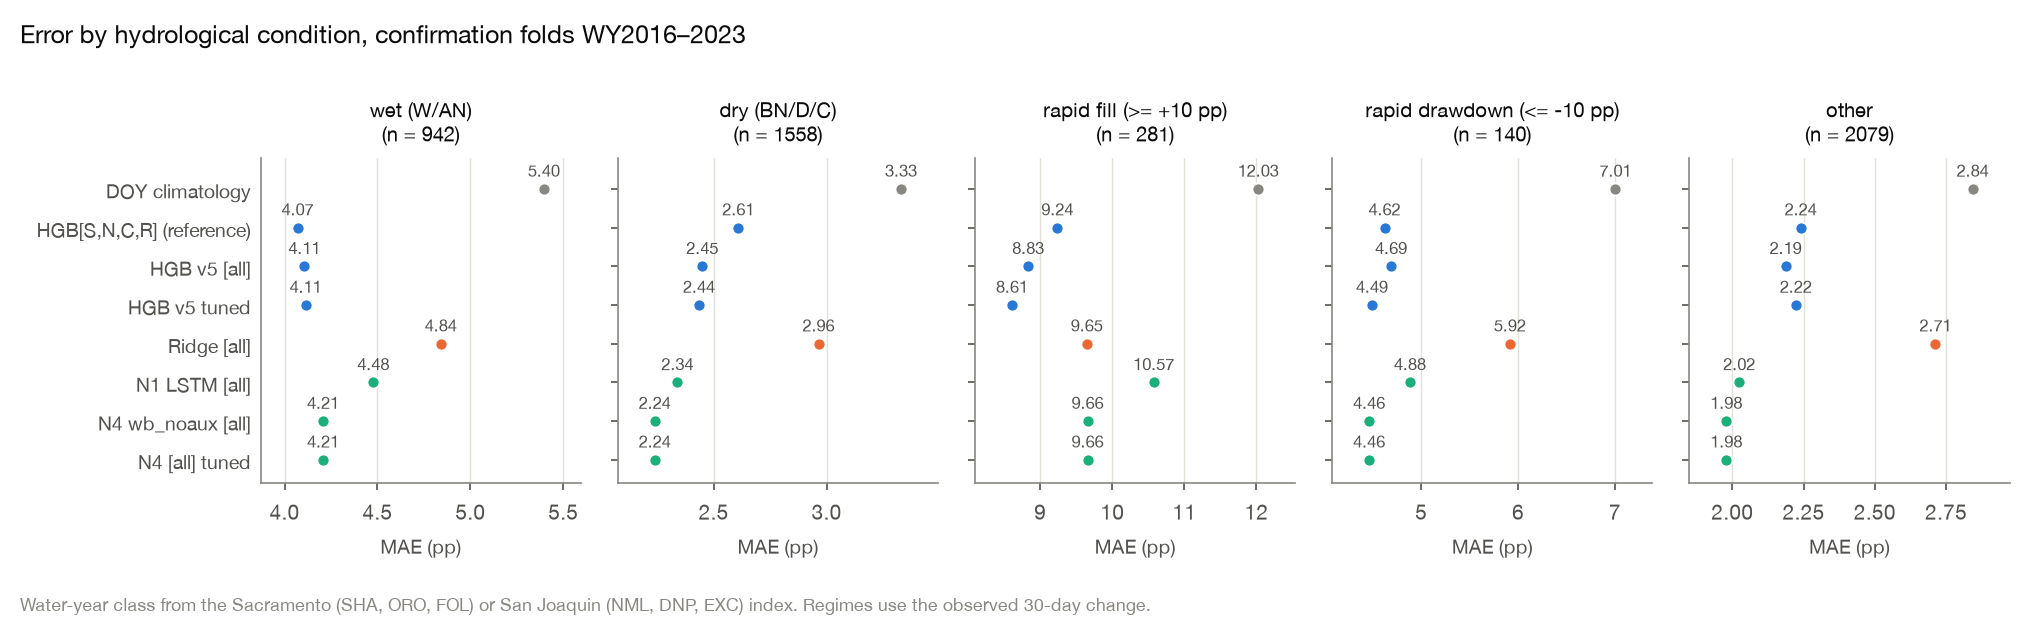 Error by hydrological condition, confirmation folds WY2016–2023
wet (W/AN)
(n = 942)
dry (BN/D/C)
(n = 1558)
rapid fill (>= +10 pp)
(n = 281)
rapid drawdown (<= -10 pp)
(n = 140)
other
(n = 2079)
DOY climatology
5.40
3.33
12.03
7.01
2.84
HGB[S,N,C,R] (reference)
4.07
2.61
9.24
4.62
2.24
HGB v5 [all]
4.11
2.45
8.83
4.69
2.19
HGB v5 tuned
4.11
2.44
8.61
4.49
2.22
Ridge [all]
4.84
2.96
9.65
5.92
2.71
N1 LSTM [all]
4.48
2.34
10.57
4.88
2.02
N4 wb_noaux [all]
4.21
2.24
9.66
4.46
1.98
N4 [all] tuned
4.21
2.24
9.66
4.46
1.98
4.0 4.5 5.0 5.5
2.5 3.0
9 10 11 12
5 6 7
2.00 2.25 2.50 2.75
MAE (pp)
MAE (pp)
MAE (pp)
MAE (pp)
MAE (pp)
Water-year class from the Sacramento (SHA, ORO, FOL) or San Joaquin (NML, DNP, EXC) index. Regimes use the observed 30-day change.